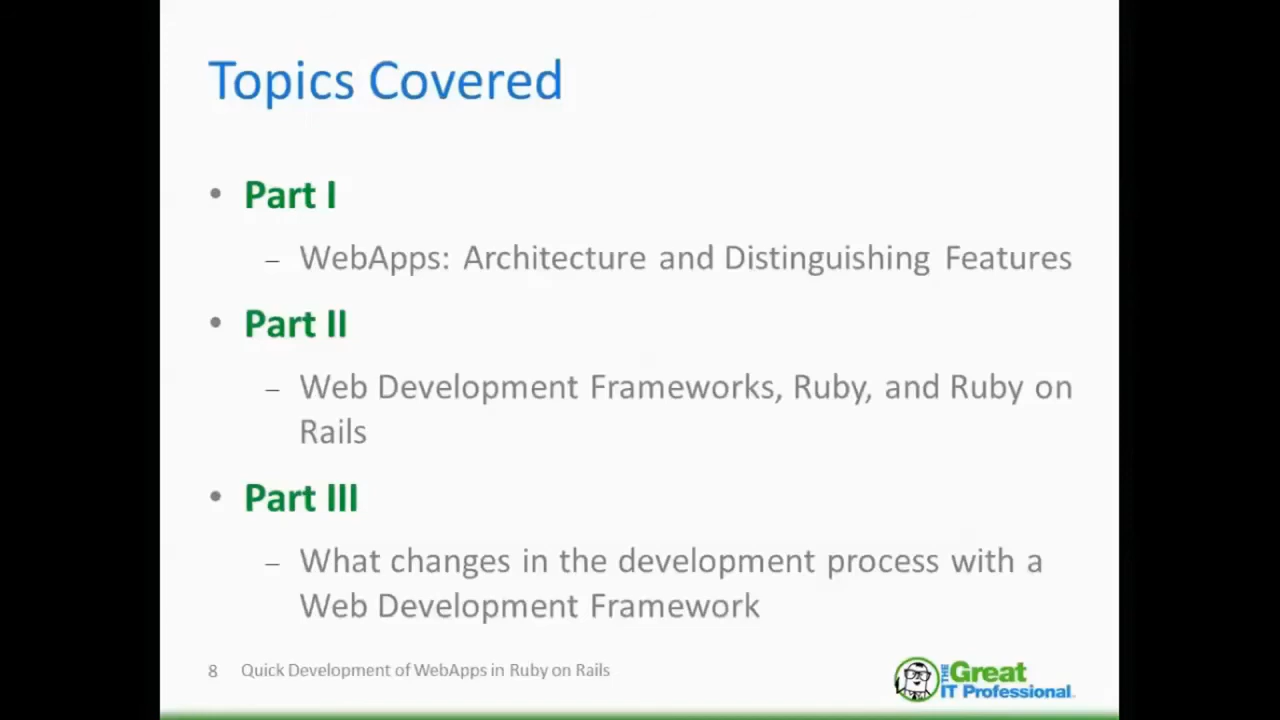 Topics Covered
• Part I
– WebApps: Architecture and Distinguishing Features
• Part II
– Web Development Frameworks, Ruby, and Ruby on
Rails
• Part III
– What changes in the development process with a
Web Development Framework
8 Quick Development of WebApps in Ruby on Rails
THE Great
IT Professional